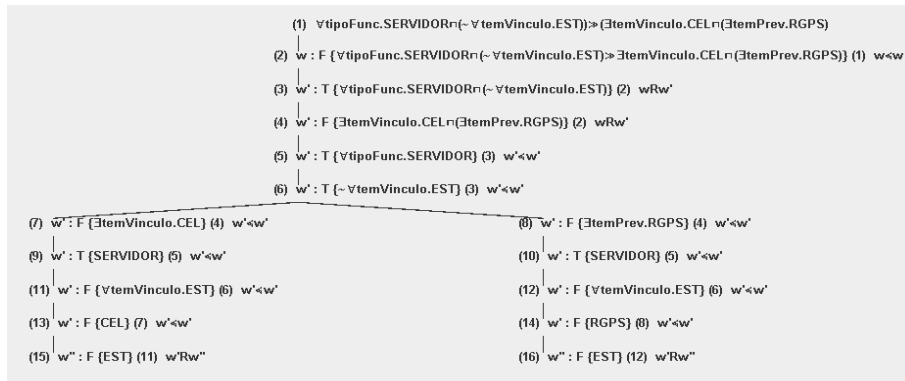 (1) ∀tipoFunc.SERVIDOR⊓(~∀temVinculo.EST))≫(∃temVinculo.CEL⊓(∃temPrev.RGPS)
(2) w : F {∀tipoFunc.SERVIDOR⊓(~∀temVinculo.EST)≫∃temVinculo.CEL⊓(∃temPrev.RGPS} (1) w≼w
(3) w' : T {∀tipoFunc.SERVIDOR⊓(~∀temVinculo.EST)} (2) wRw'
(4) w' : F {∃temVinculo.CEL⊓(∃temPrev.RGPS)} (2) wRw'
(5) w' : T {∀tipoFunc.SERVIDOR} (3) w'≼w'
(6) w' : T {~∀temVinculo.EST} (3) w'≼w'
(7) w' : F {∃temVinculo.CEL} (4) w'≼w' (8) w' : F {∃temPrev.RGPS} (4) w'≼w'
(9) w' : T {SERVIDOR} (5) w'≼w' (10) w' : T {SERVIDOR} (5) w'≼w'
(11) w' : F {∀temVinculo.EST} (6) w'≼w' (12) w' : F {∀temVinculo.EST} (6) w'≼w'
(13) w' : F {CEL} (7) w'≼w' (14) w' : F {RGPS} (8) w'≼w'
(15) w'' : F {EST} (11) w'Rw'' (16) w'' : F {EST} (12) w'Rw''